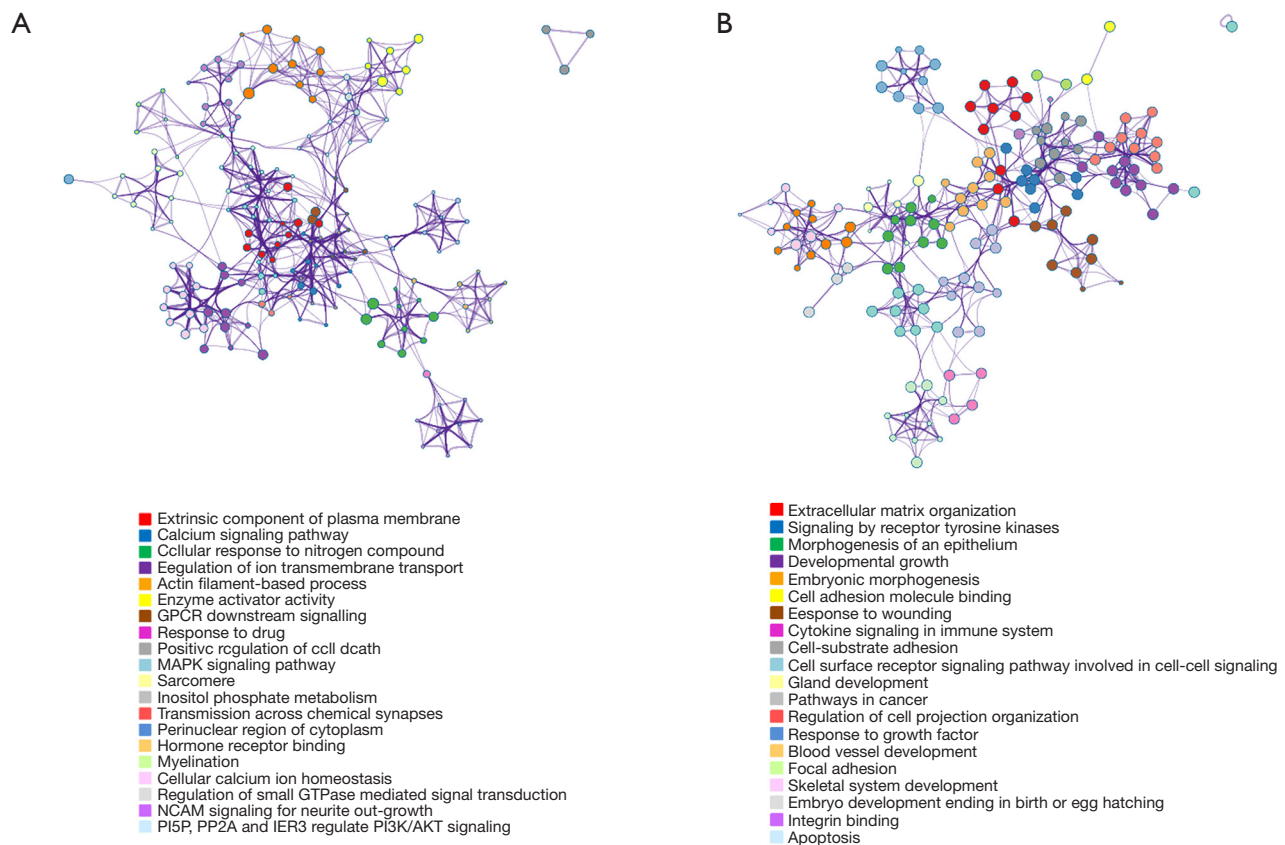 A
B
Extrinsic component of plasma membrane
Calcium signaling pathway
Ccllular response to nitrogen compound
Eegulation of ion transmembrane transport
Actin filament-based process
Enzyme activator activity
GPCR downstream signalling
Response to drug
Positivc rcgulation of ccll dcath
MAPK signaling pathway
Sarcomere
Inositol phosphate metabolism
Transmission across chemical synapses
Perinuclear region of cytoplasm
Hormone receptor binding
Myelination
Cellular calcium ion homeostasis
Regulation of small GTPase mediated signal transduction
NCAM signaling for neurite out-growth
PI5P, PP2A and IER3 regulate PI3K/AKT signaling
Extracellular matrix organization
Signaling by receptor tyrosine kinases
Morphogenesis of an epithelium
Developmental growth
Embryonic morphogenesis
Cell adhesion molecule binding
Eesponse to wounding
Cytokine signaling in immune system
Cell-substrate adhesion
Cell surface receptor signaling pathway involved in cell-cell signaling
Gland development
Pathways in cancer
Regulation of cell projection organization
Response to growth factor
Blood vessel development
Focal adhesion
Skeletal system development
Embryo development ending in birth or egg hatching
Integrin binding
Apoptosis